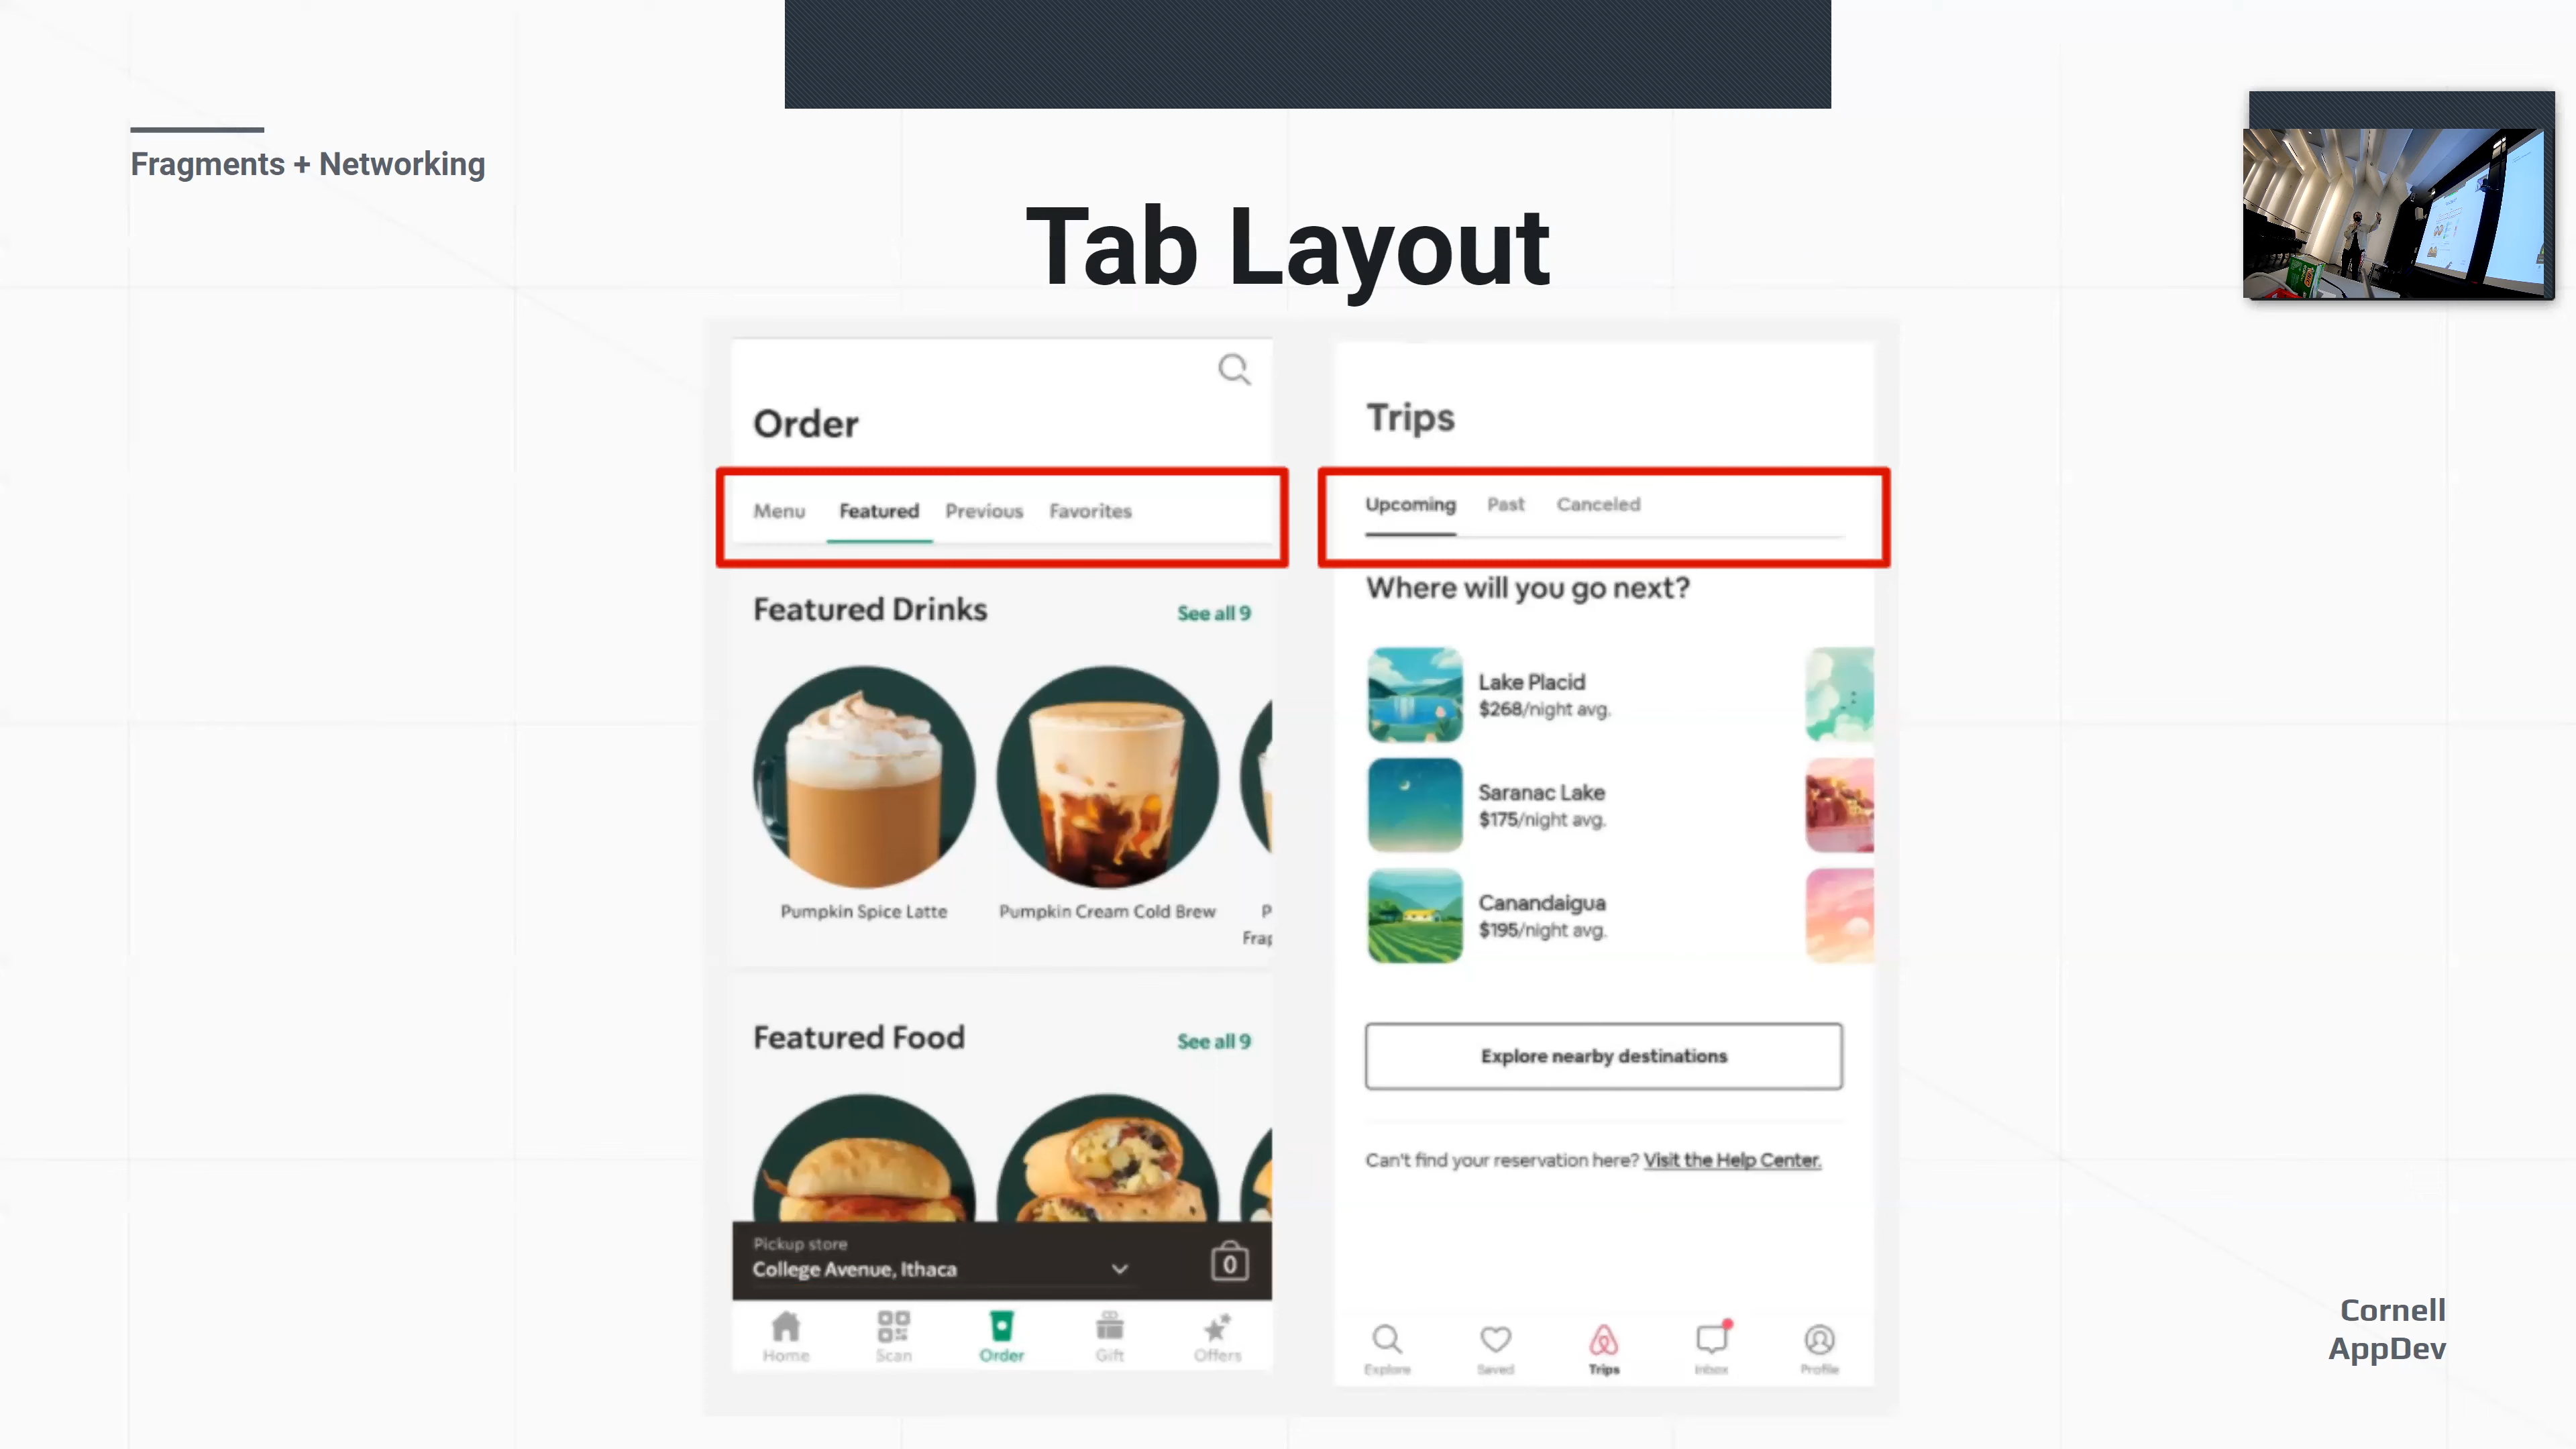 Fragments + Networking
Tab Layout
Order
Menu Featured Previous Favorites
Featured Drinks See all 9
Pumpkin Spice Latte Pumpkin Cream Cold Brew P
Frap
Featured Food See all 9
Pickup store
College Avenue, Ithaca
0
Home Scan Order Gift Offers
Trips
Upcoming Past Canceled
Where will you go next?
Lake Placid
$268/night avg.
Saranac Lake
$175/night avg.
Canandaigua
$195/night avg.
Explore nearby destinations
Can't find your reservation here? Visit the Help Center.
Explore Saved Trips Inbox Profile
Cornell
AppDev